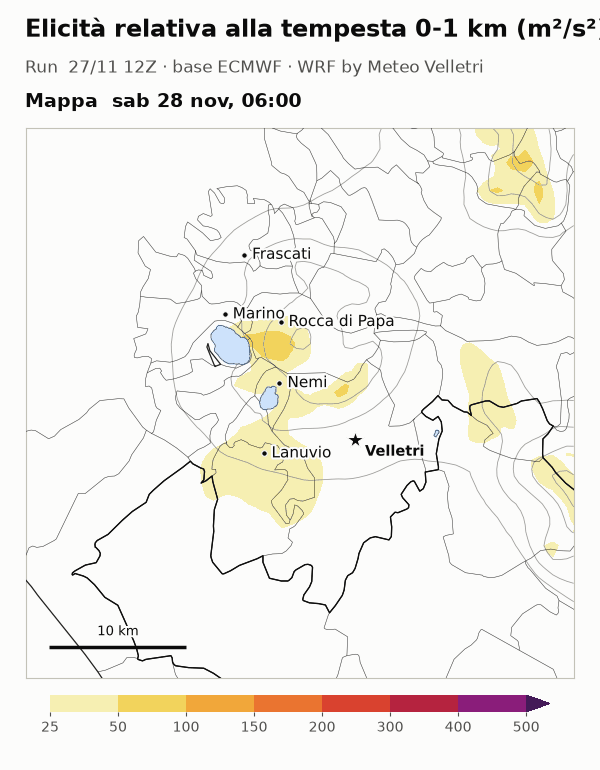 Elicità relativa alla tempesta 0-1 km (m²/s²)
Run  27/11 12Z · base ECMWF · WRF by Meteo Velletri
Mappa  sab 28 nov, 06:00
Frascati
Marino
Rocca di Papa
Nemi
Velletri
Lanuvio
10 km
25 50 100 150 200 300 400 500